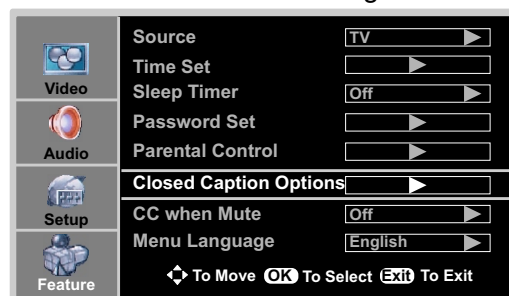 Video
Audio
Setup
Feature
Source TV
Time Set
Sleep Timer Off
Password Set
Parental Control
Closed Caption Options
CC when Mute Off
Menu Language English
To Move OK To Select Exit To Exit